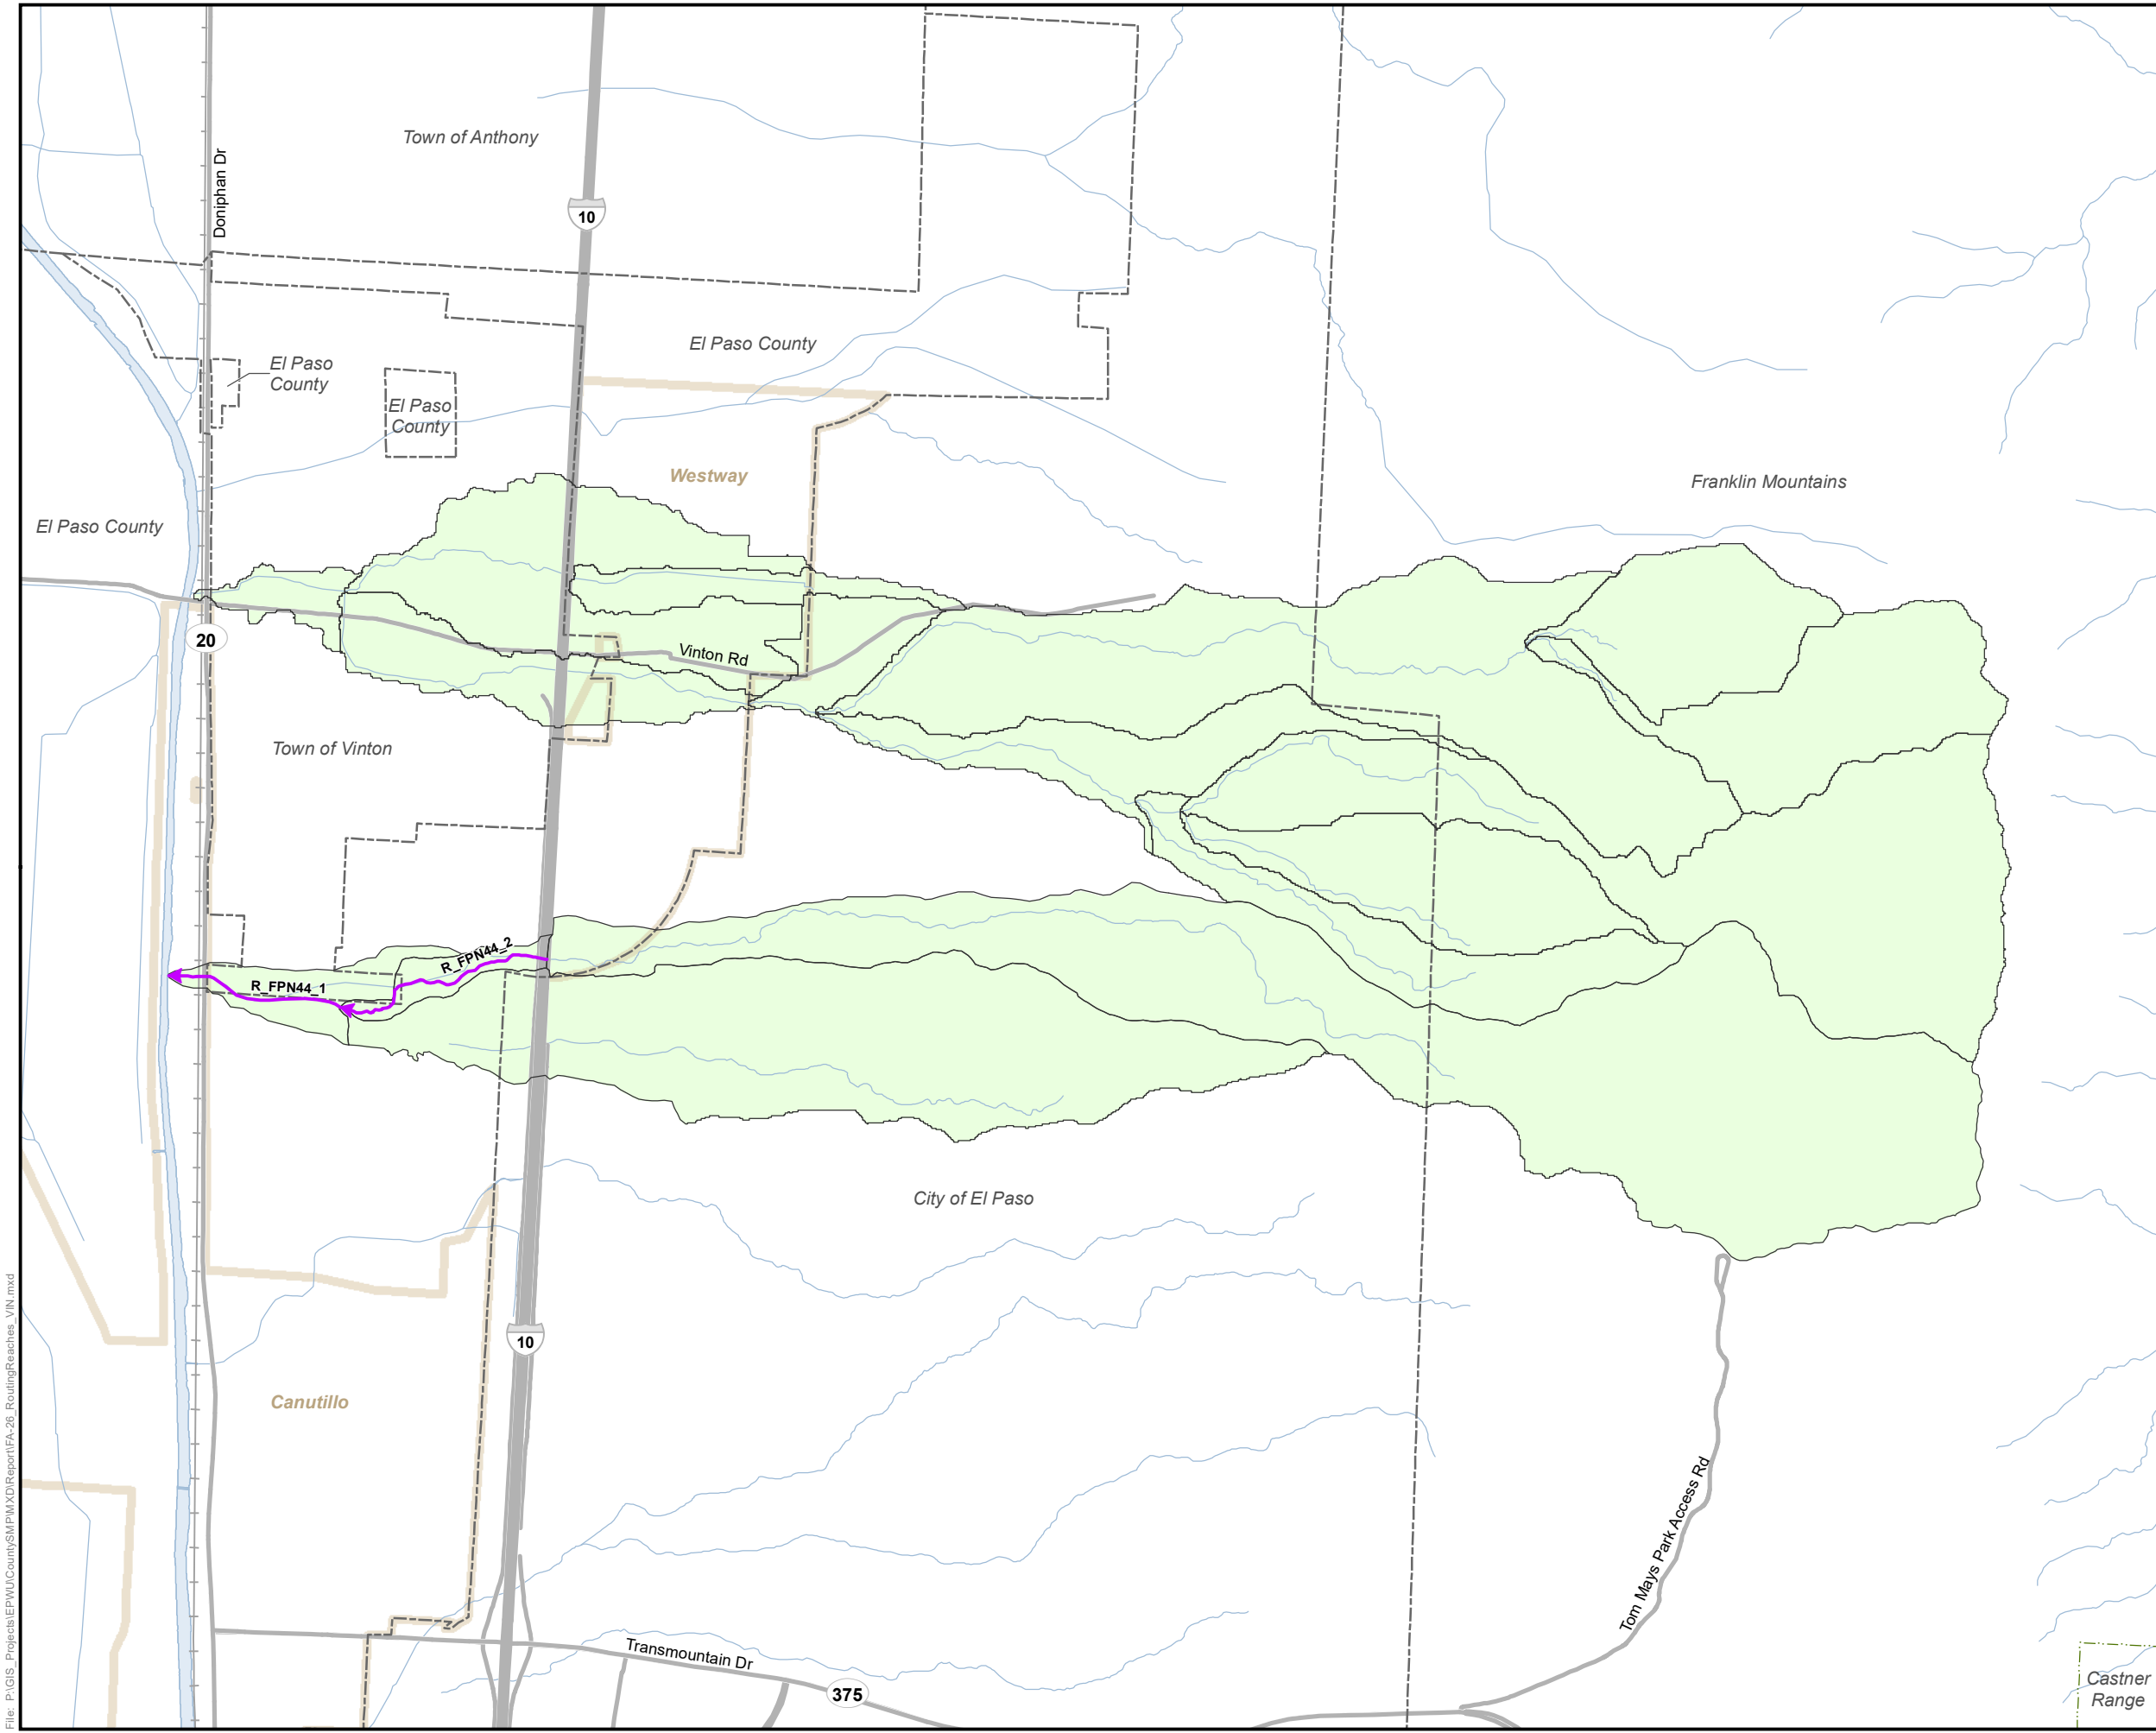 Town of Anthony
Doniphan Dr
10
El Paso County
El Paso
County
El Paso
County
Westway
Franklin Mountains
El Paso County
20
Vinton Rd
Town of Vinton
R_FPN44_2
R_FPN44_1
City of El Paso
10
Canutillo
Tom Mays Park Access Rd
Transmountain Dr
375
Castner
Range
File: P:\GIS_Projects\EPWU\CountySMP\MXD\Report\FA-26_RoutingReaches_VIN.mxd